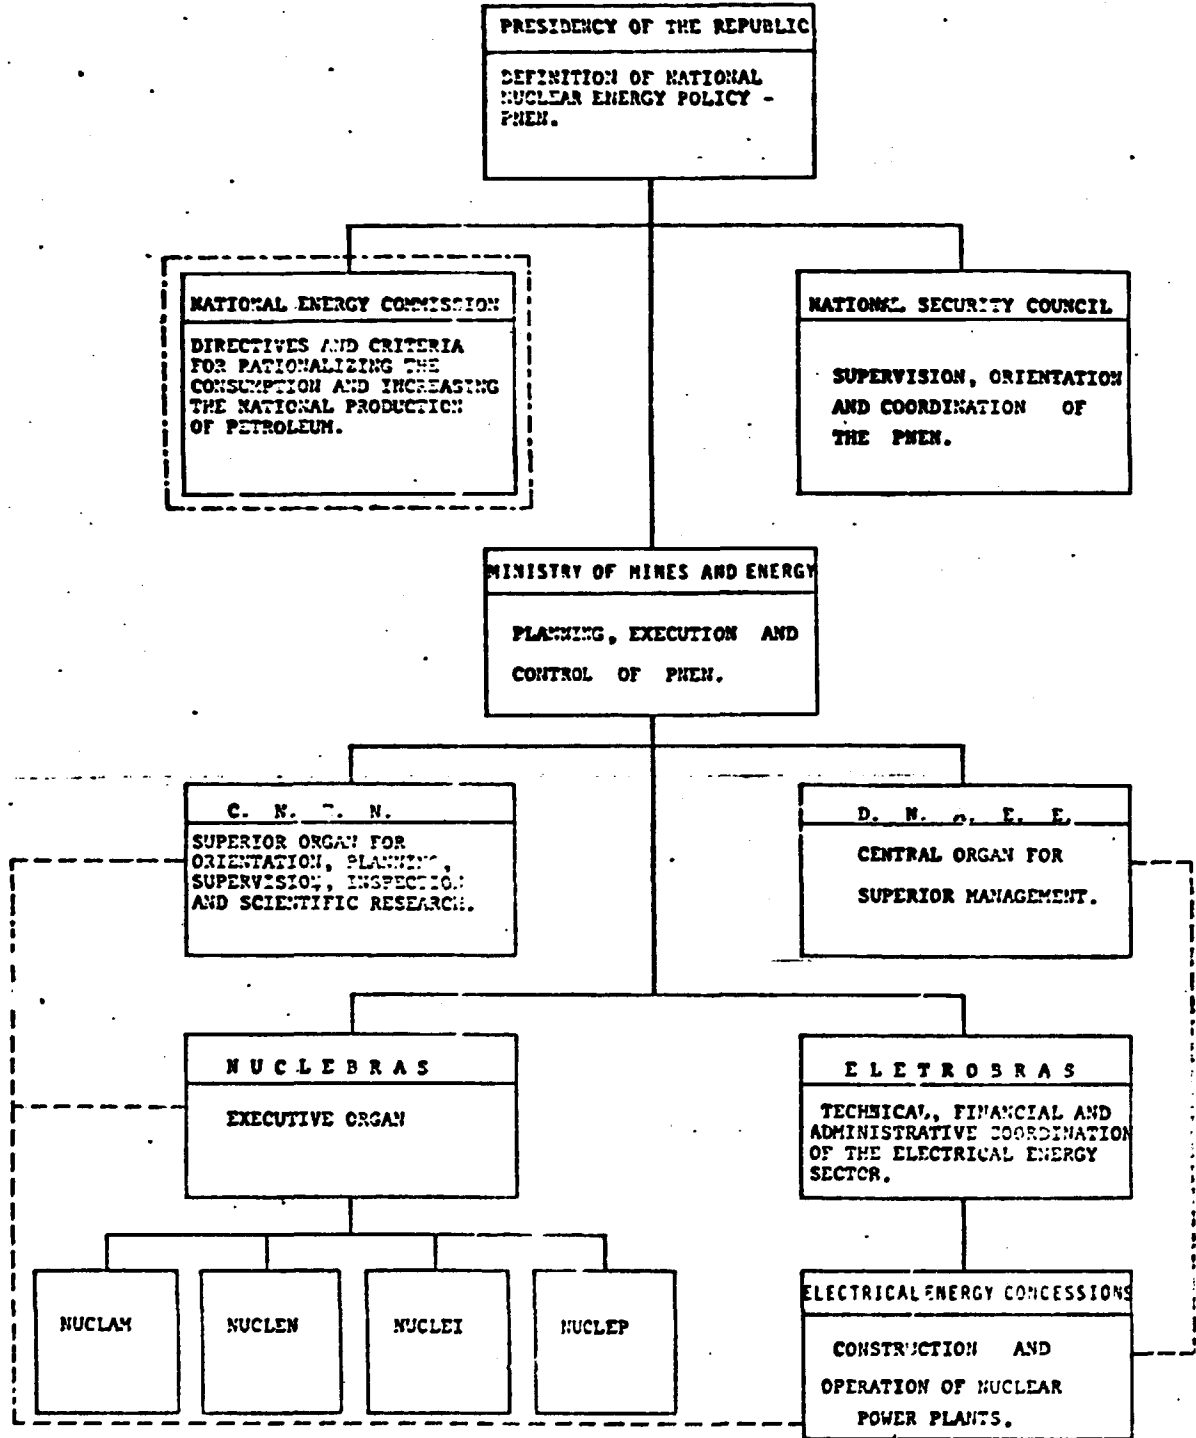 PRESIDENCY OF THE REPUBLIC
DEFINITION OF NATIONAL
NUCLEAR ENERGY POLICY -
PNEN.
NATIONAL ENERGY COMMISSION
DIRECTIVES AND CRITERIA
FOR RATIONALIZING THE
CONSUMPTION AND INCREASING
THE NATIONAL PRODUCTION
OF PETROLEUM.
NATIONAL SECURITY COUNCIL
SUPERVISION, ORIENTATION
AND COORDINATION OF
THE PNEN.
MINISTRY OF MINES AND ENERGY
PLANNING, EXECUTION AND
CONTROL OF PNEN.
C. N. N.
SUPERIOR ORGAN FOR
ORIENTATION, PLANNING,
SUPERVISION, INSPECTION
AND SCIENTIFIC RESEARCH.
D. N. E. E.
CENTRAL ORGAN FOR
SUPERIOR MANAGEMENT.
NUCLEBRAS
EXECUTIVE ORGAN
ELETROBRAS
TECHNICAL, FINANCIAL AND
ADMINISTRATIVE COORDINATION
OF THE ELECTRICAL ENERGY
SECTOR.
NUCLAM
NUCLEN
NUCLEI
NUCLEP
ELECTRICAL ENERGY CONCESSIONS
CONSTRUCTION AND
OPERATION OF NUCLEAR
POWER PLANTS.